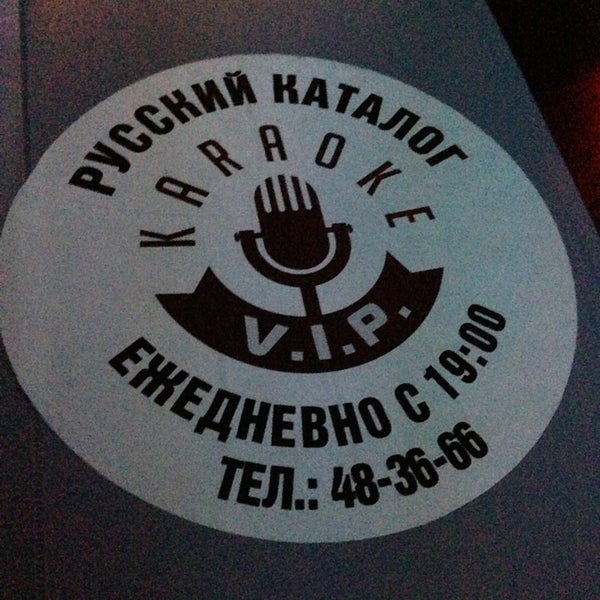 РУССКИЙ КАТАЛОГ
KARAOKE
V.I.P.
ЕЖЕДНЕВНО С 19:00
ТЕЛ.: 48-36-66